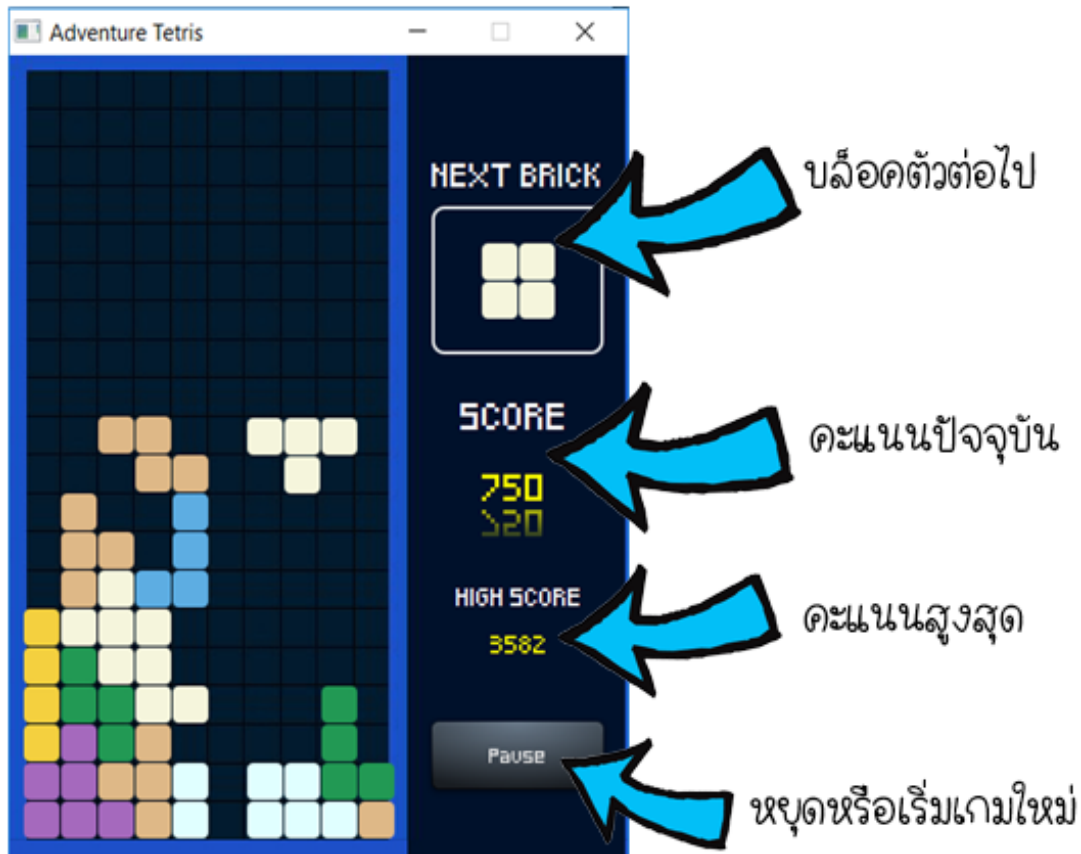 Adventure Tetris
NEXT BRICK
บล็อคตัวต่อไป
SCORE
คะแนนปัจจุบัน
750
HIGH SCORE
คะแนนสูงสุด
3582
Pause
หยุดหรือเริ่มเกมใหม่